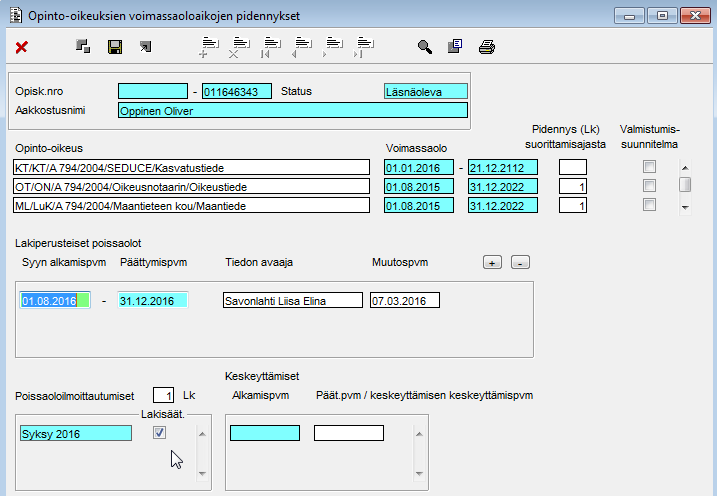 Opinto-oikeuksien voimassaoloaikojen pidennykset
Opisk.nro - 011646343 Status Läsnäoleva
Aakkostusnimi Oppinen Oliver
Pidennys (Lk) Valmistumis-
Opinto-oikeus Voimassaolo suorittamisajasta suunnitelma
KT/KT/A 794/2004/SEDUCE/Kasvatustiede 01.01.2016 - 21.12.2112
OT/ON/A 794/2004/Oikeusnotaarin/Oikeustiede 01.08.2015 31.12.2022 1
ML/LuK/A 794/2004/Maantieteen kou/Maantiede 01.08.2015 31.12.2022 1
Lakiperusteiset poissaolot
Syyn alkamispvm Päättymispvm Tiedon avaaja Muutospvm + -
01.08.2016 - 31.12.2016 Savonlahti Liisa Elina 07.03.2016
Keskeyttämiset
Poissaoloilmoittautumiset 1 Lk Alkamispvm Päät.pvm / keskeyttämisen keskeyttämispvm
Lakisäät.
Syksy 2016